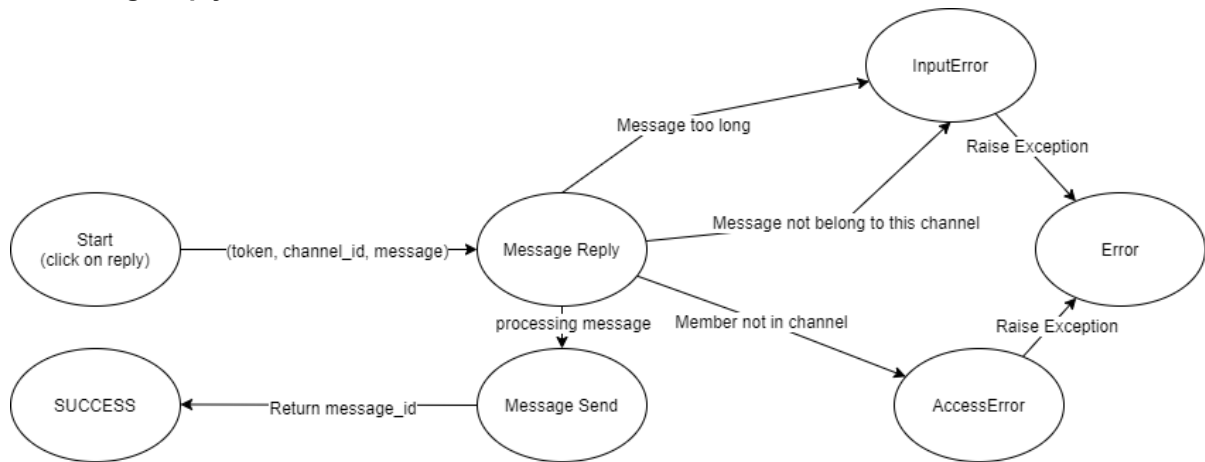 InputError
Message too long
Raise Exception
Start
(click on reply)
(token, channel_id, message)
Message Reply
Message not belong to this channel
Error
processing message
Member not in channel
Raise Exception
SUCCESS
Return message_id
Message Send
AccessError